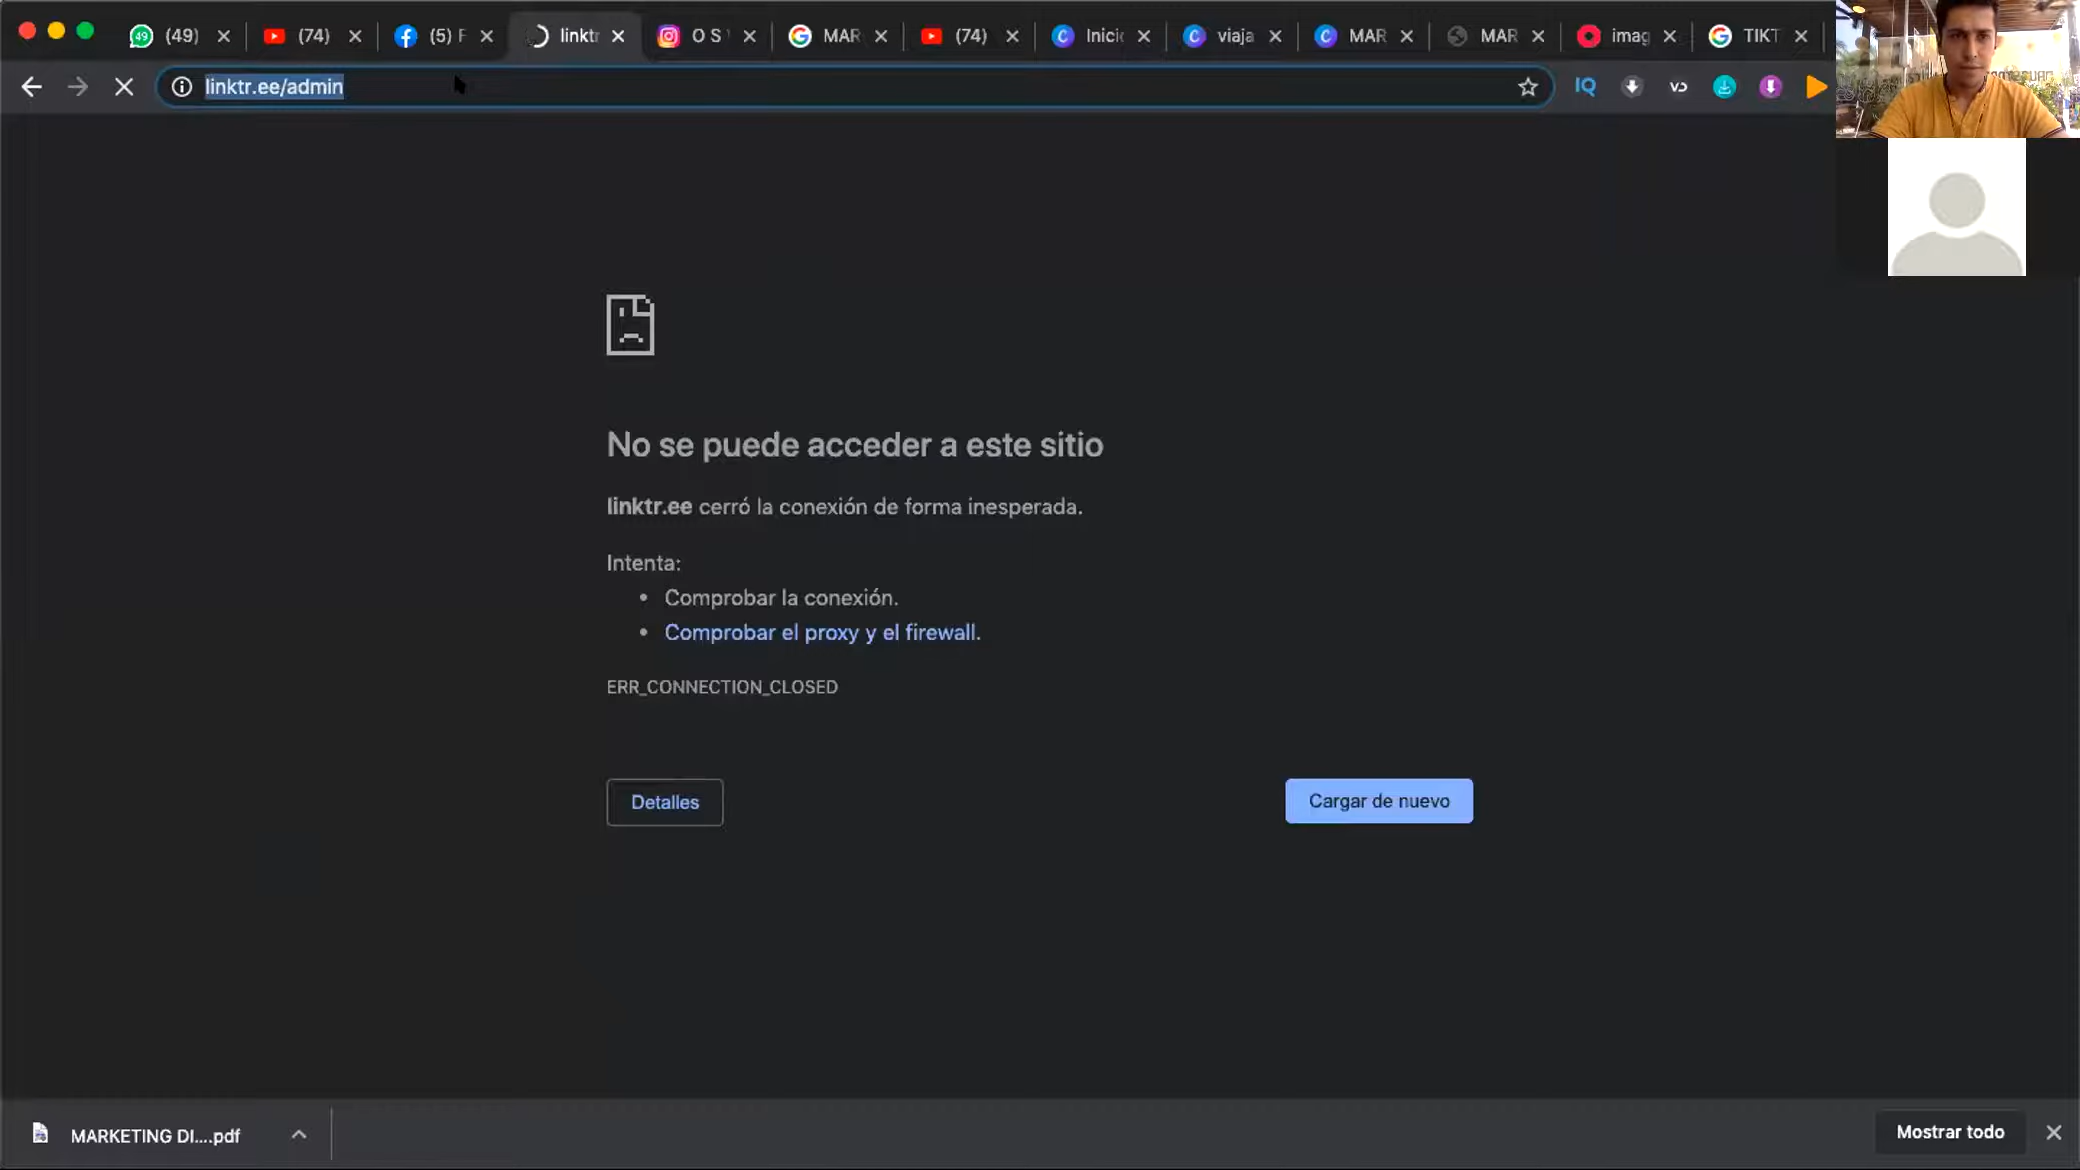 (49)
(74)
(5) F
linktr
O S
MAR
(74)
Inicio
viaja
MAR
MAR
imag
TIKT
linktr.ee/admin
IQ
No se puede acceder a este sitio
linktr.ee cerró la conexión de forma inesperada.
Intenta:
• Comprobar la conexión.
• Comprobar el proxy y el firewall.
ERR_CONNECTION_CLOSED
Detalles
Cargar de nuevo
MARKETING DI....pdf
Mostrar todo